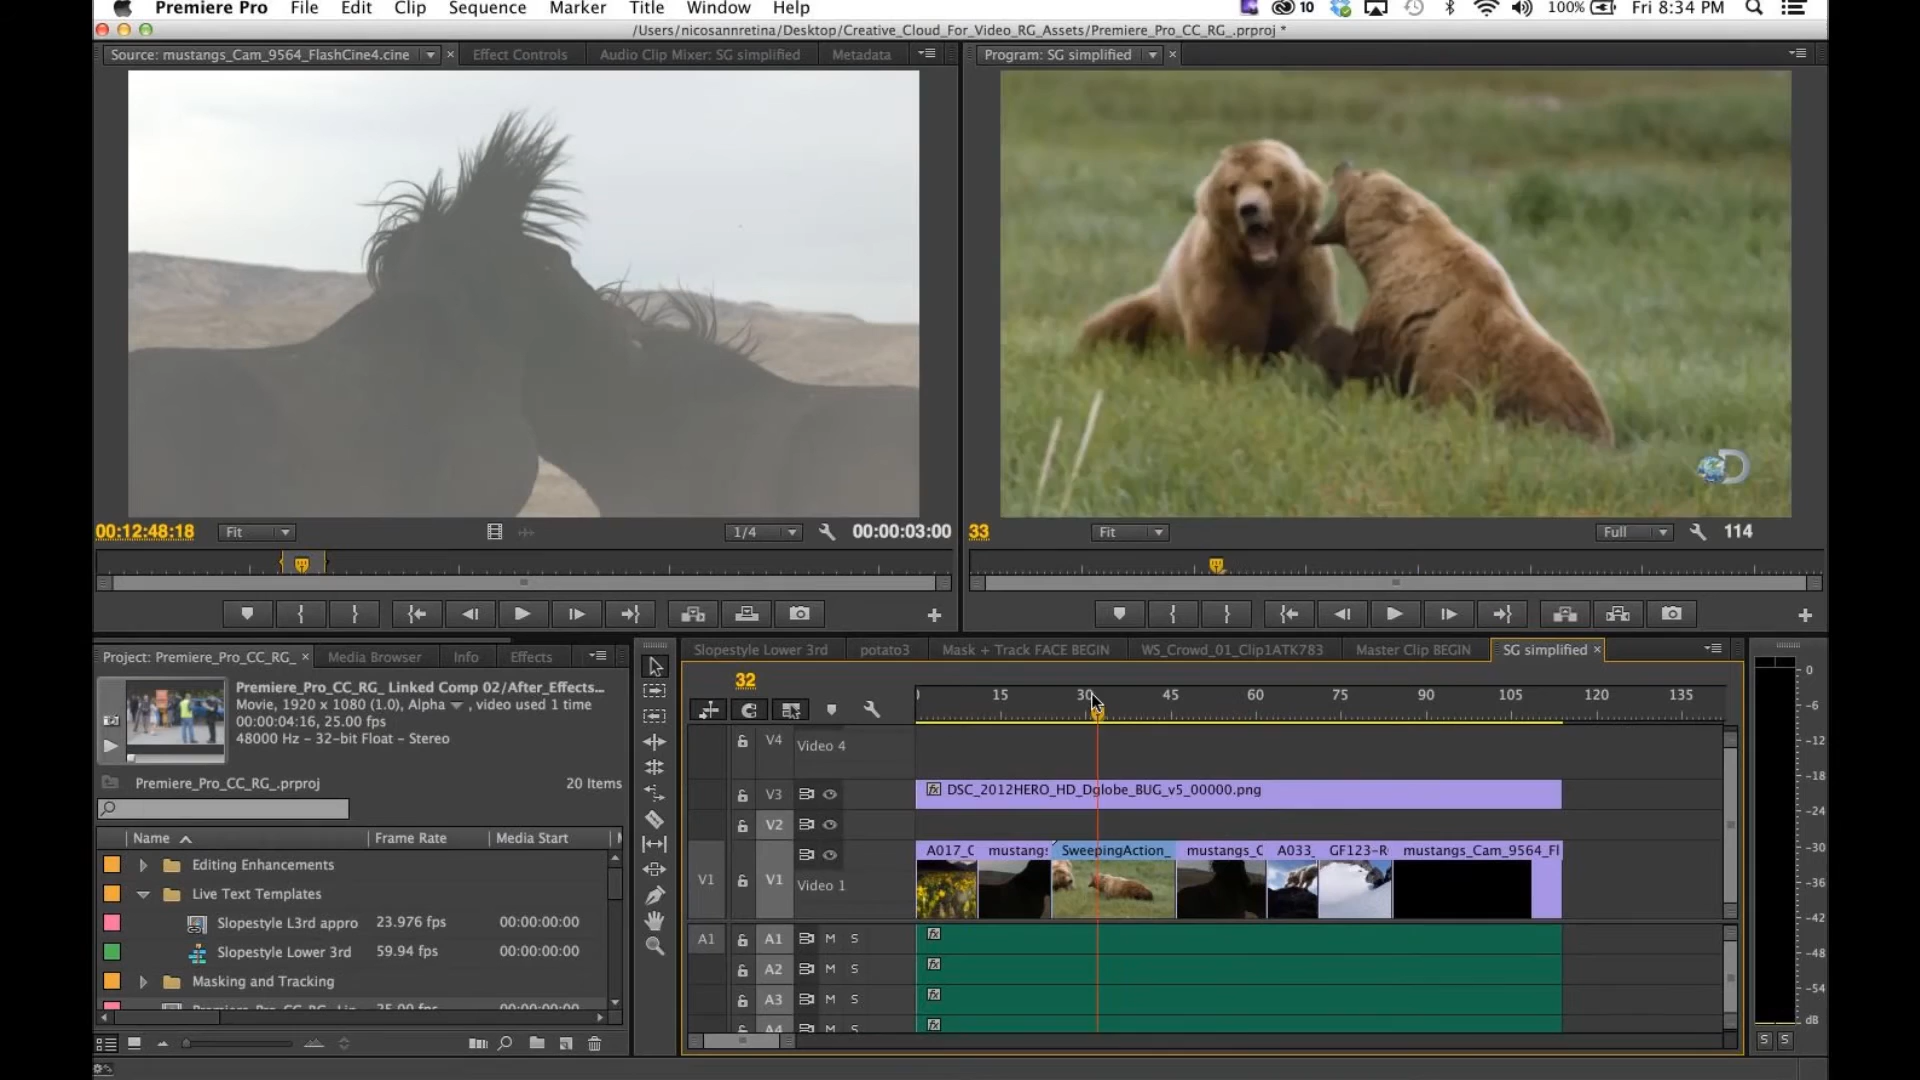 Premiere Pro File Edit Clip Sequence Marker Title Window Help 10 100% Fri 8:34 PM
/Users/nicosannretina/Desktop/Creative_Cloud_For_Video_RG_Assets/Premiere_Pro_CC_RG_.prproj *
Source: mustangs_Cam_9564_FlashCine4.cine Effect Controls Audio Clip Mixer: SG simplified Metadata
Program: SG simplified
00:12:48:18 Fit 1/4 00:00:03:00
33 Fit Full 114
Project: Premiere_Pro_CC_RG_ Media Browser Info Effects
Premiere_Pro_CC_RG_ Linked Comp 02/After_Effects...
Movie, 1920 x 1080 (1.0), Alpha , video used 1 time
00:00:04:16, 25.00 fps
48000 Hz - 32-bit Float - Stereo
Premiere_Pro_CC_RG_.prproj 20 Items
Name Frame Rate Media Start
Editing Enhancements
Live Text Templates
Slopestyle L3rd appro 23.976 fps 00:00:00:00
Slopestyle Lower 3rd 59.94 fps 00:00:00:00
Masking and Tracking
Slopestyle Lower 3rd potato3 Mask + Track FACE BEGIN WS_Crowd_01_Clip1ATK783 Master Clip BEGIN SG simplified
32
15 30 45 60 75 90 105 120 135
V4 Video 4
V3 DSC_2012HERO_HD_Dglobe_BUG_v5_00000.png
V2
A017_C mustangs SweepingAction_ mustangs_C A033_ GF123-R mustangs_Cam_9564_Fl
V1 V1 Video 1
A1 A1 M S
A2 M S
A3 M S
A4 M S
0
-6
-12
-18
-24
-30
-36
-42
-48
-54
dB
S S